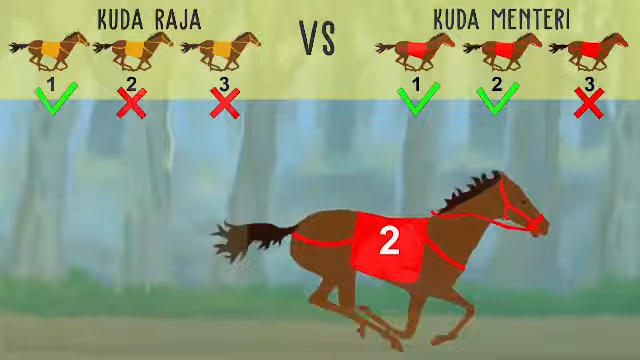 KUDA RAJA
VS
KUDA MENTERI
1 2 3
1 2 3
2